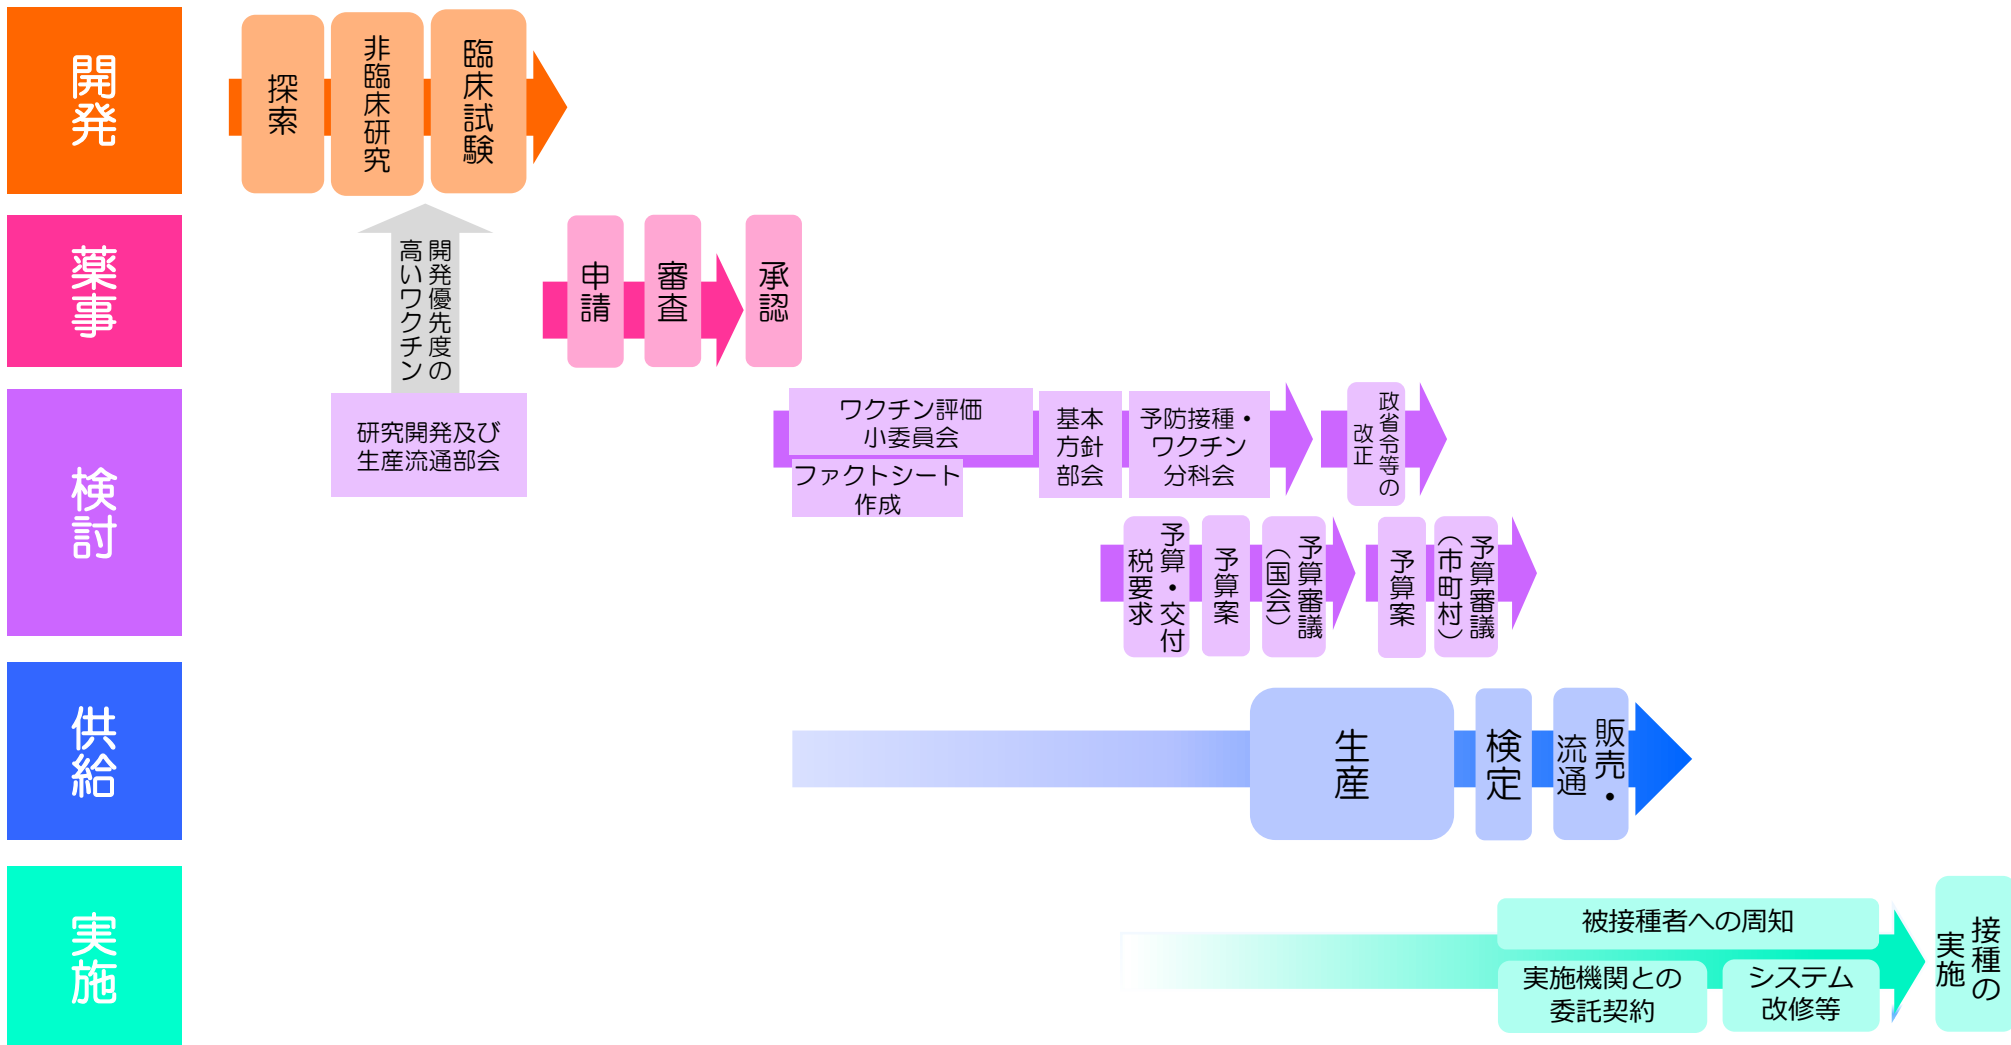 開発
探索
非臨床研究
臨床試験
薬事
開発優先度の
高いワクチン
申請
審査
承認
検討
研究開発及び
生産流通部会
ワクチン評価
小委員会
ファクトシート
作成
基本
方針
部会
予防接種・
ワクチン
分科会
政省令等の
改正
予算・交付
税要求
予算案
予算審議
（国会）
予算案
予算審議
（市町村）
供給
生産
検定
販売・
流通
実施
被接種者への周知
実施機関との
委託契約
システム
改修等
接種の
実施